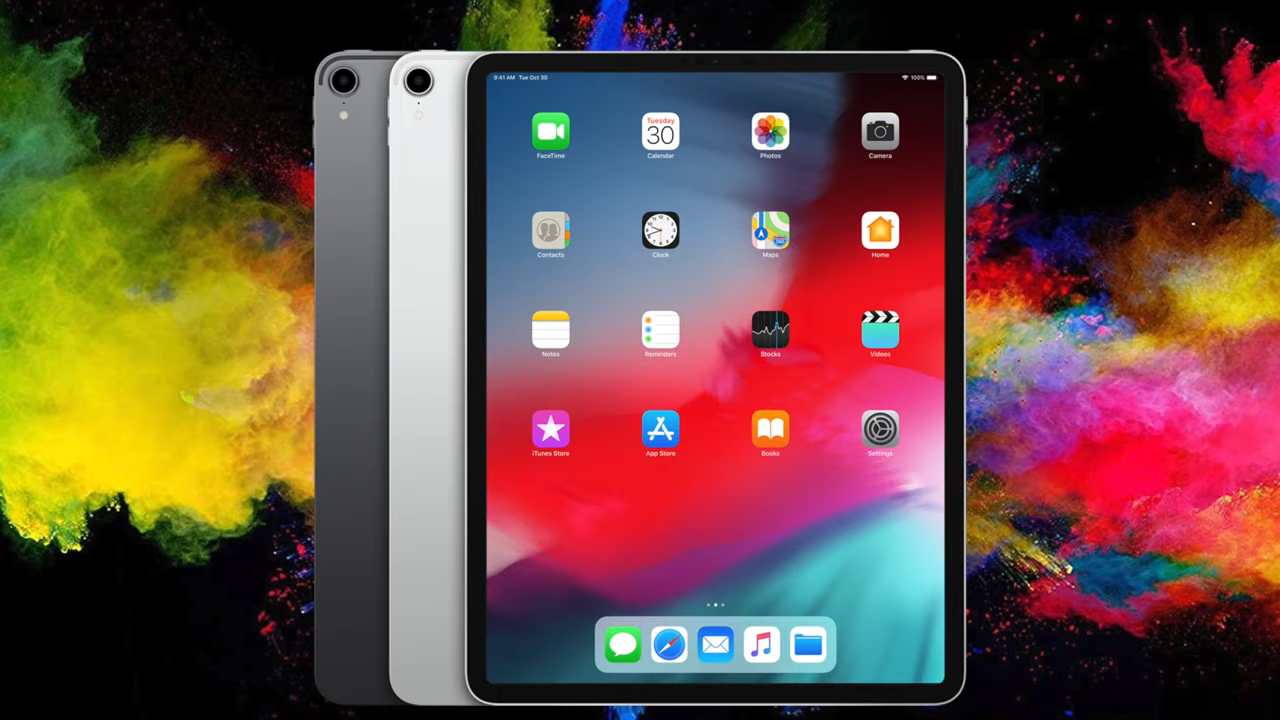 9:41 AM Tue Oct 30 100%
Tuesday
30
FaceTime Calendar Photos Camera
Contacts Clock Maps Home
Notes Reminders Stocks Videos
iTunes Store App Store Books Settings